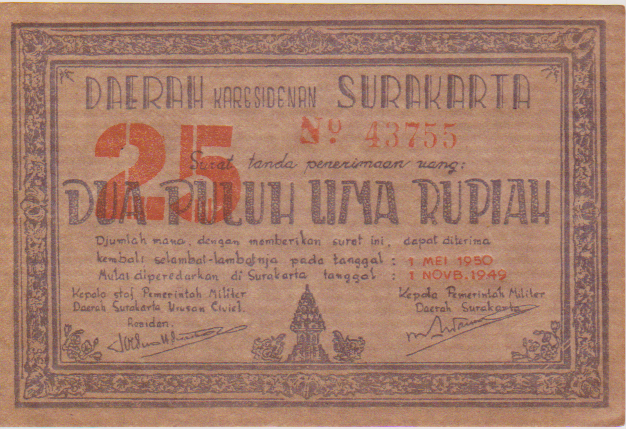 DAERAH KARESIDENAN SURAKARTA
25
Nº 43755
Surat tanda penerimaan uang:
DUA PULUH LIMA RUPIAH
Djumlah mana, dengan memberikan surat ini, dapat diterima
kembali selambat-lambatnja pada tanggal : 1 MEI 1950
Mulai diperedarkan di Surakarta tanggal : 1 NOVB. 1949
Kepala staf Pemerintah Militer
Daerah Surakarta Urusan Civiel.
Residen.
Kepala Pemerintah Militer
Daerah Surakarta